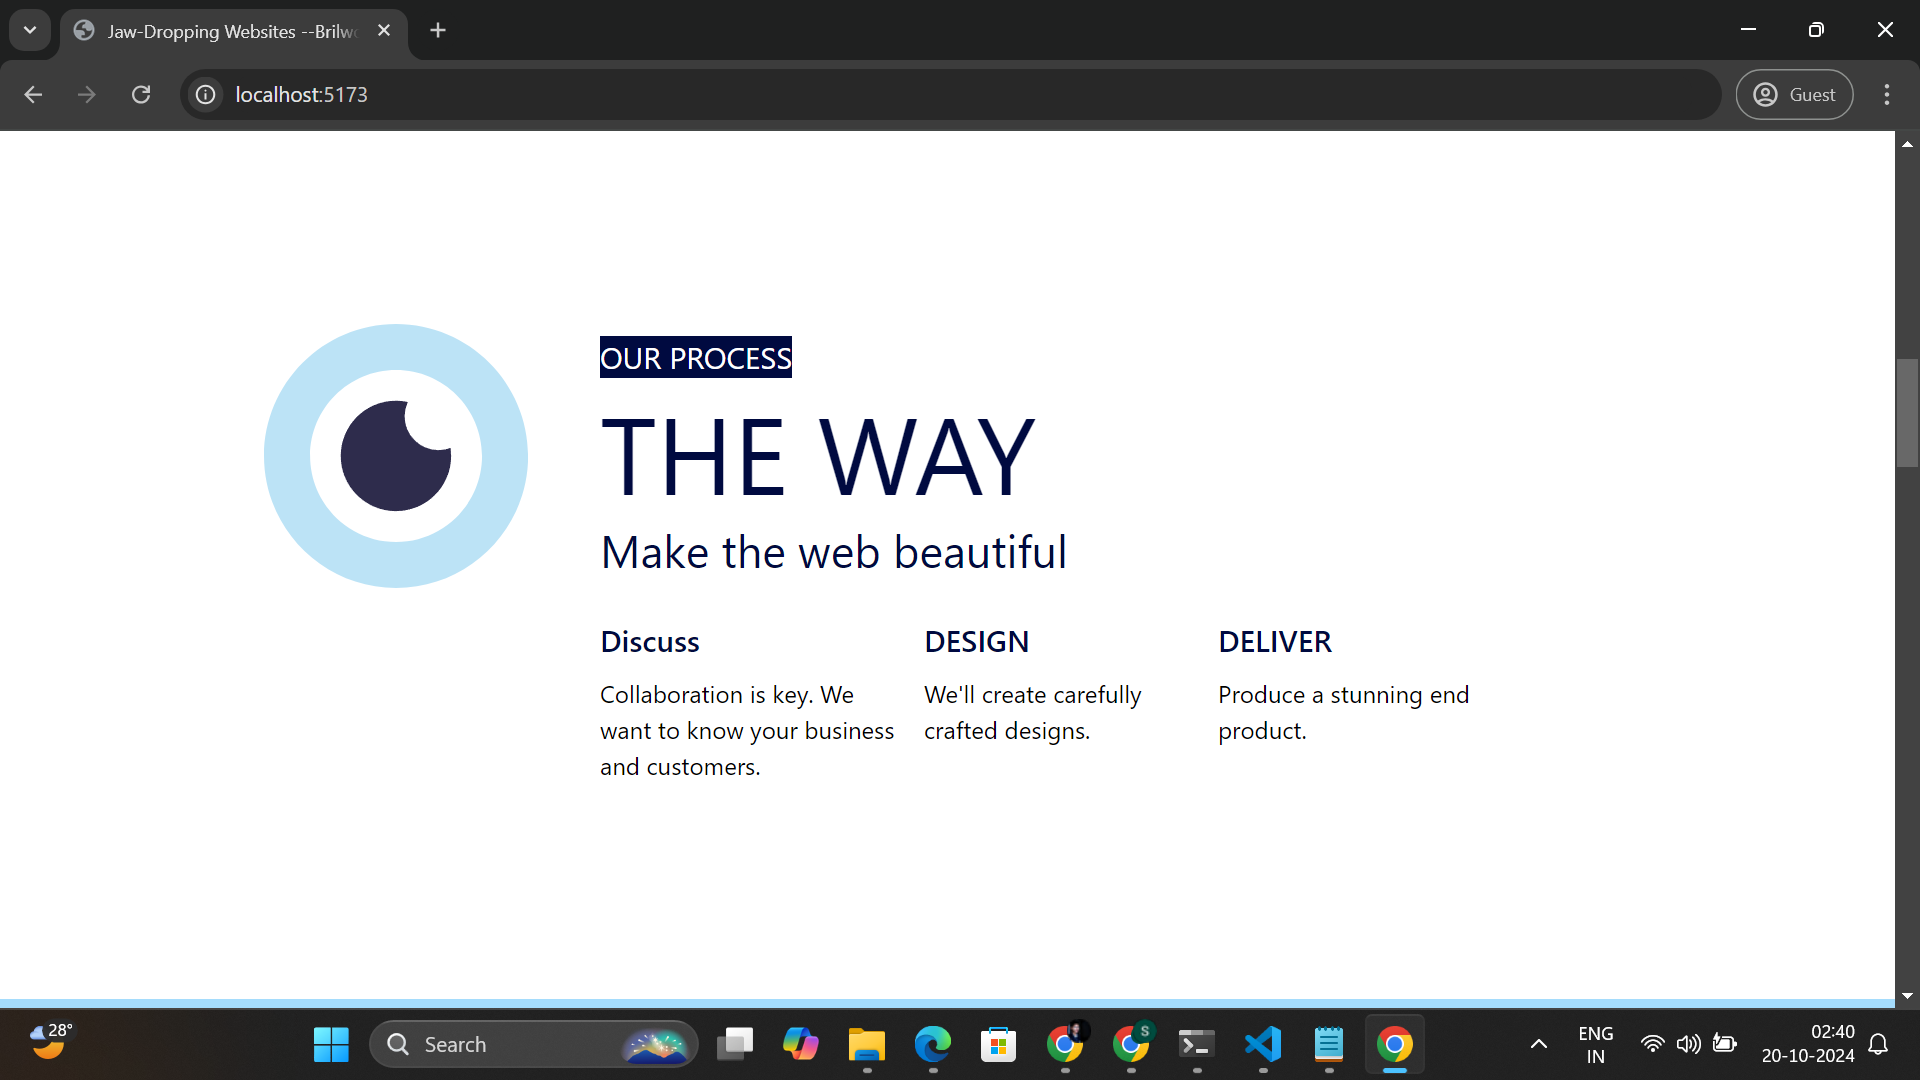 Jaw-Dropping Websites --Brilw
localhost:5173
Guest
OUR PROCESS
THE WAY
Make the web beautiful
Discuss
Collaboration is key. We
want to know your business
and customers.
DESIGN
We'll create carefully
crafted designs.
DELIVER
Produce a stunning end
product.
28°
Search
S
ENG
IN
02:40
20-10-2024